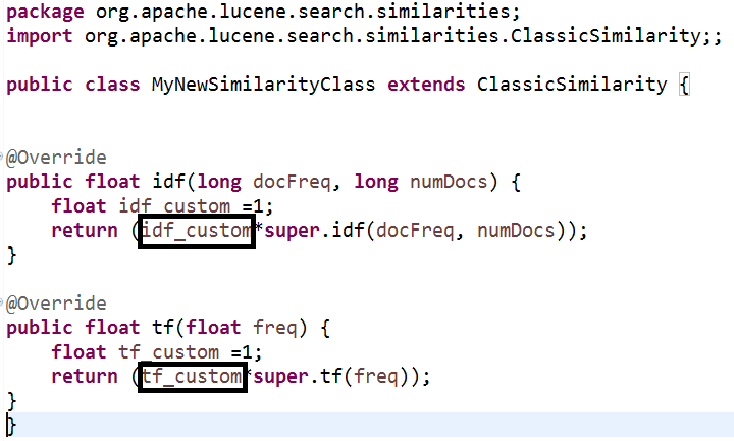 package org.apache.lucene.search.similarities;
import org.apache.lucene.search.similarities.ClassicSimilarity;;
public class MyNewSimilarityClass extends ClassicSimilarity {
@Override
public float idf(long docFreq, long numDocs) {
    float idf_custom =1;
    return (idf_custom*super.idf(docFreq, numDocs));
}
@Override
public float tf(float freq) {
    float tf_custom =1;
    return (tf_custom*super.tf(freq));
}
}